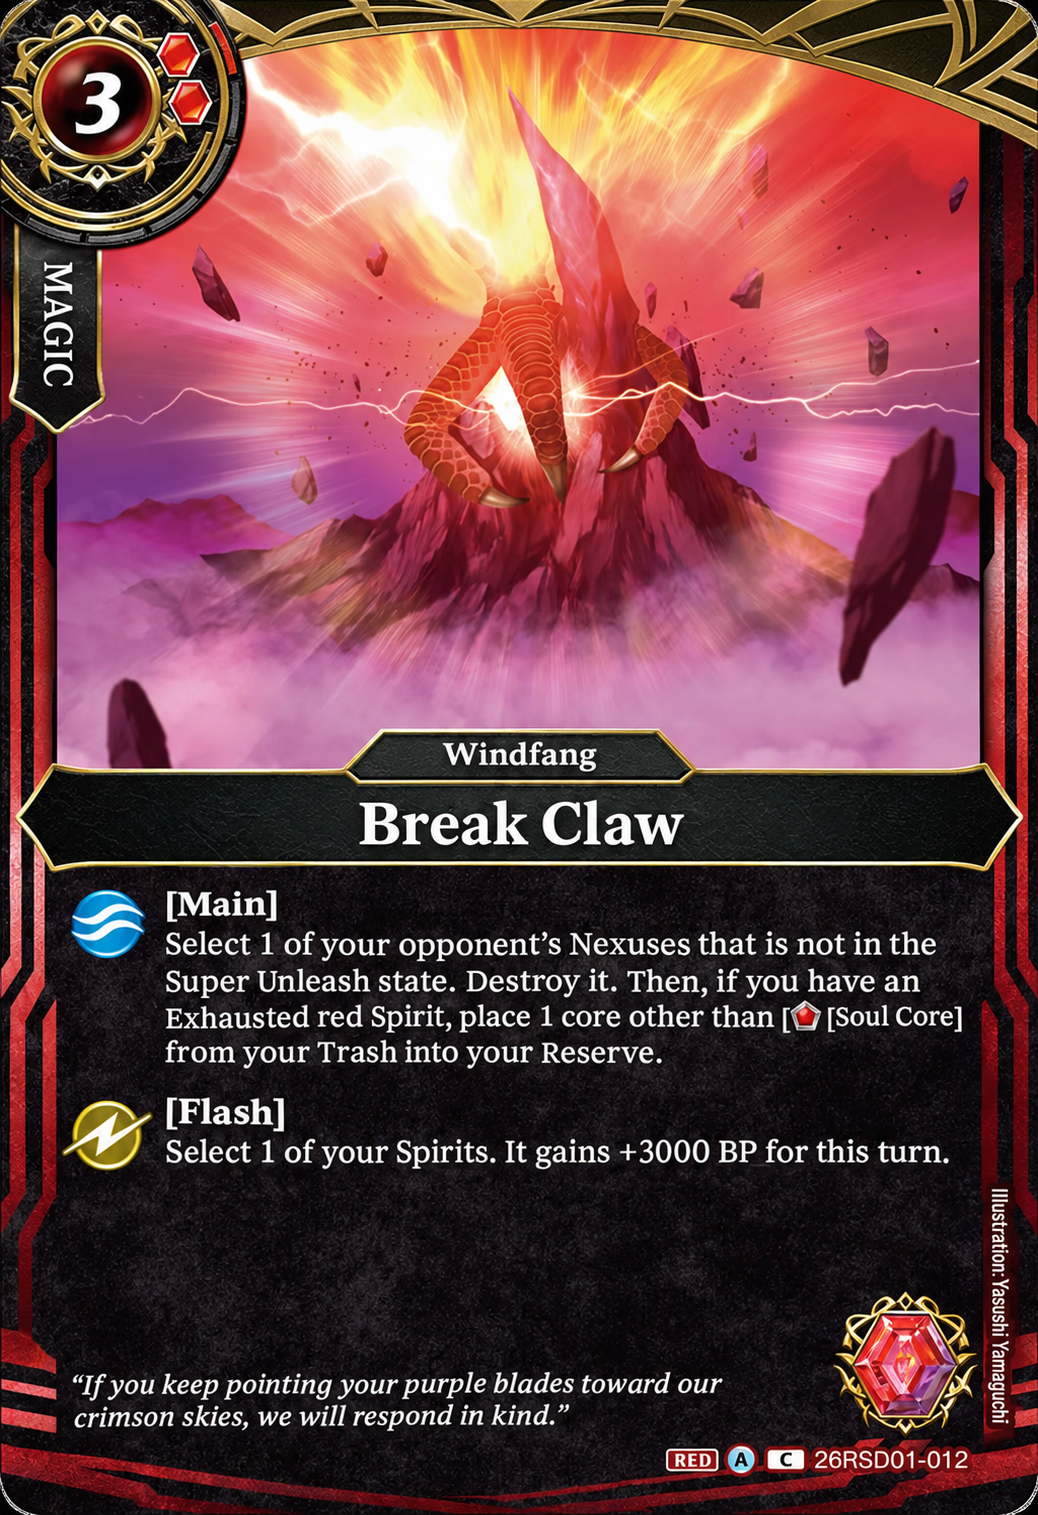 3
MAGIC
Windfang
Break Claw
[Main]
Select 1 of your opponent's Nexuses that is not in the
Super Unleash state. Destroy it. Then, if you have an
Exhausted red Spirit, place 1 core other than [ [Soul Core]
from your Trash into your Reserve.
[Flash]
Select 1 of your Spirits. It gains +3000 BP for this turn.
Illustration: Yasushi Yamaguchi
“If you keep pointing your purple blades toward our
crimson skies, we will respond in kind.”
RED A C 26RSD01-012